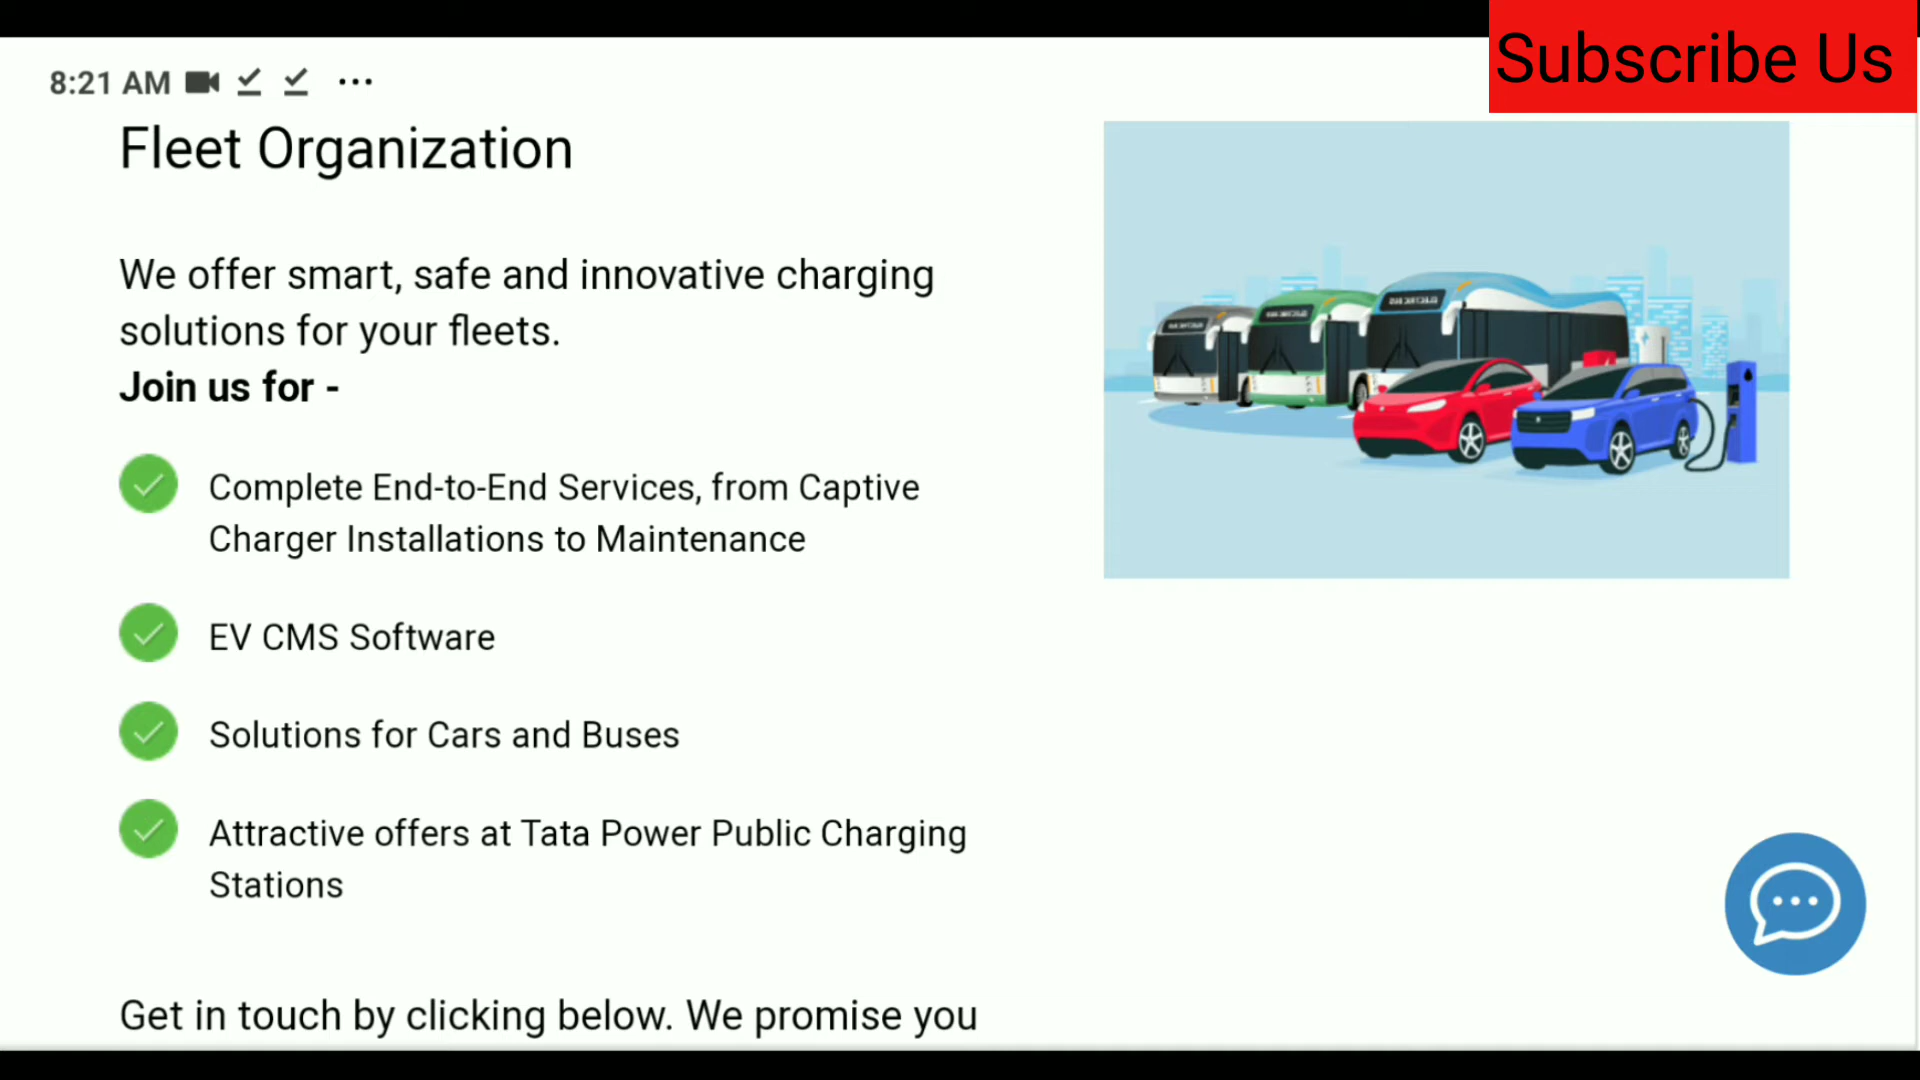 Subscribe Us
8:21 AM
Fleet Organization
We offer smart, safe and innovative charging
solutions for your fleets.
Join us for -
Complete End-to-End Services, from Captive
Charger Installations to Maintenance
EV CMS Software
Solutions for Cars and Buses
Attractive offers at Tata Power Public Charging
Stations
Get in touch by clicking below. We promise you